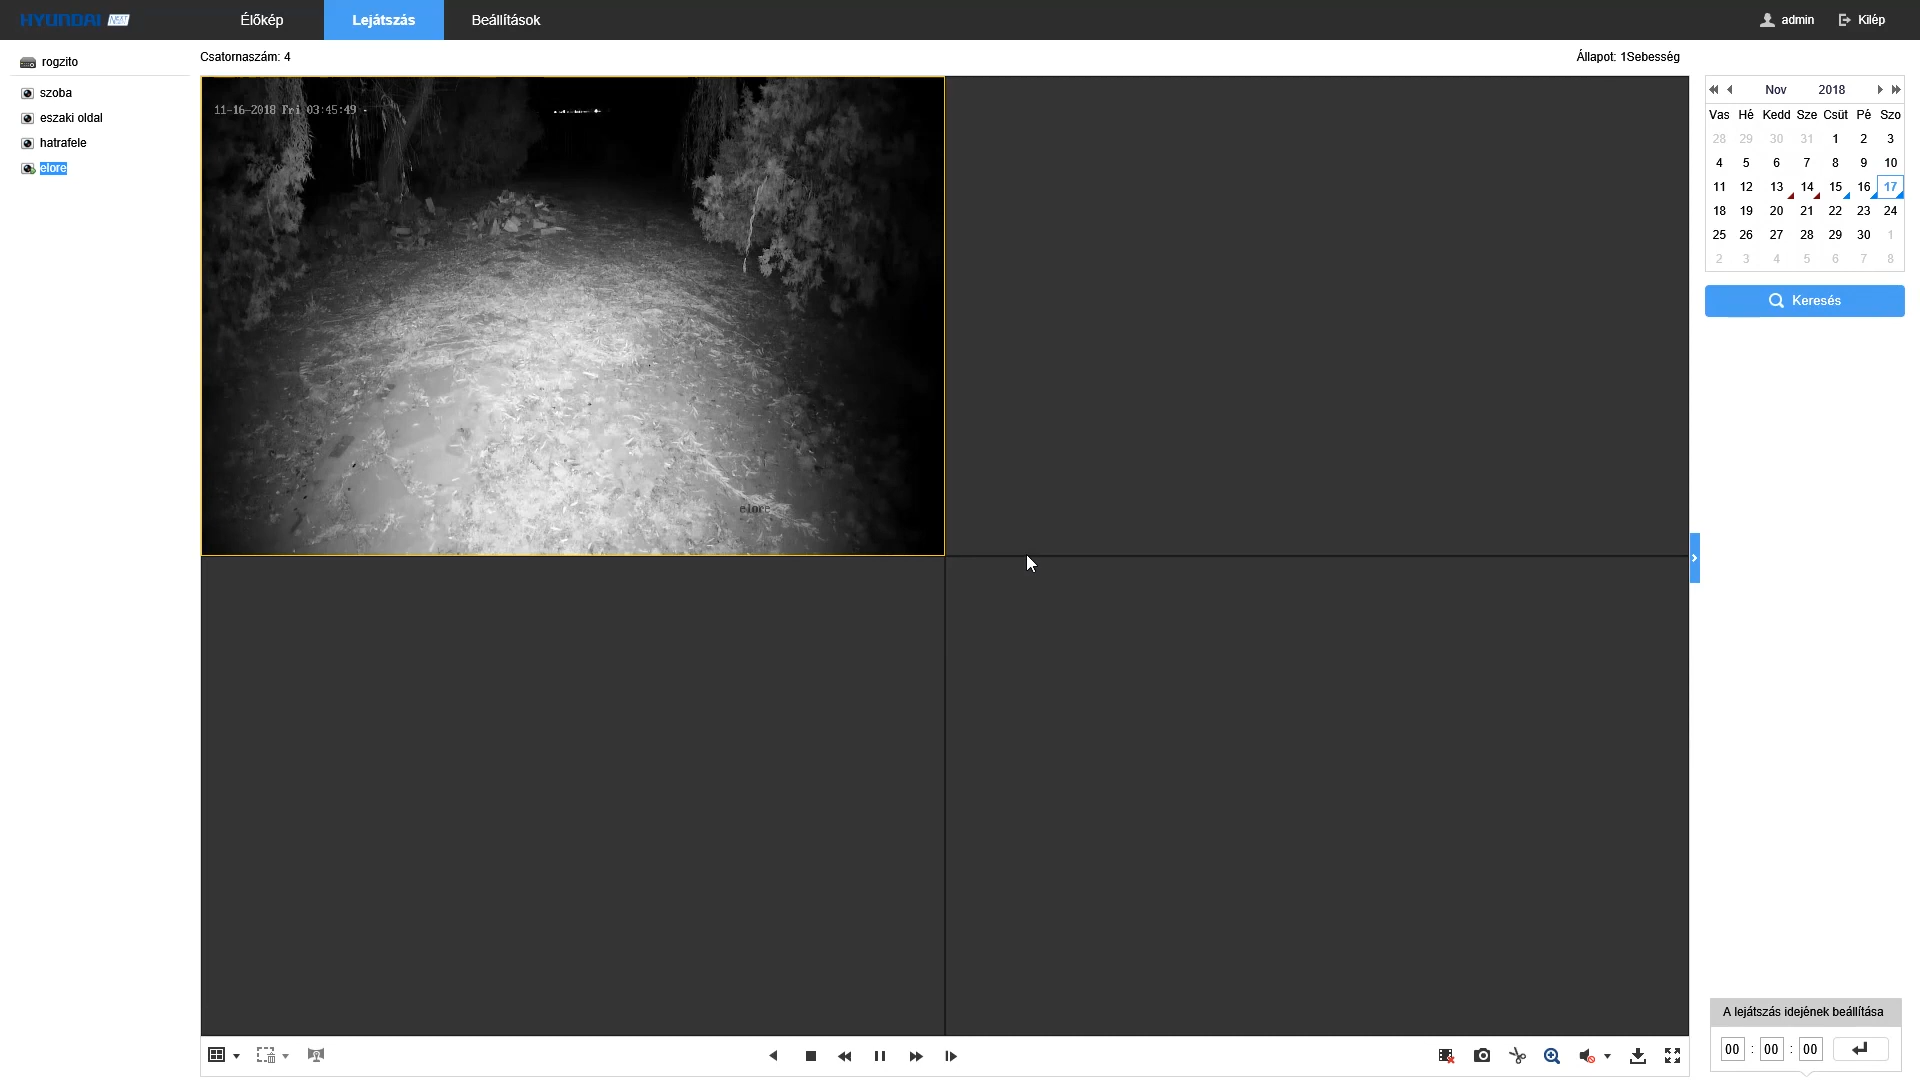 HYUNDAI NEXT
Élőkép
Lejátszás
Beállítások
admin
Kilép
rogzito
szoba
eszaki oldal
hatrafele
elore
Csatornaszám: 4
Állapot: 1Sebesség
11-16-2018 Fri 03:45:49
elore
Nov 2018
Vas Hé Kedd Sze Csüt Pé Szo
28 29 30 31 1 2 3
4 5 6 7 8 9 10
11 12 13 14 15 16 17
18 19 20 21 22 23 24
25 26 27 28 29 30 1
2 3 4 5 6 7 8
Keresés
A lejátszás idejének beállítása
00 : 00 : 00